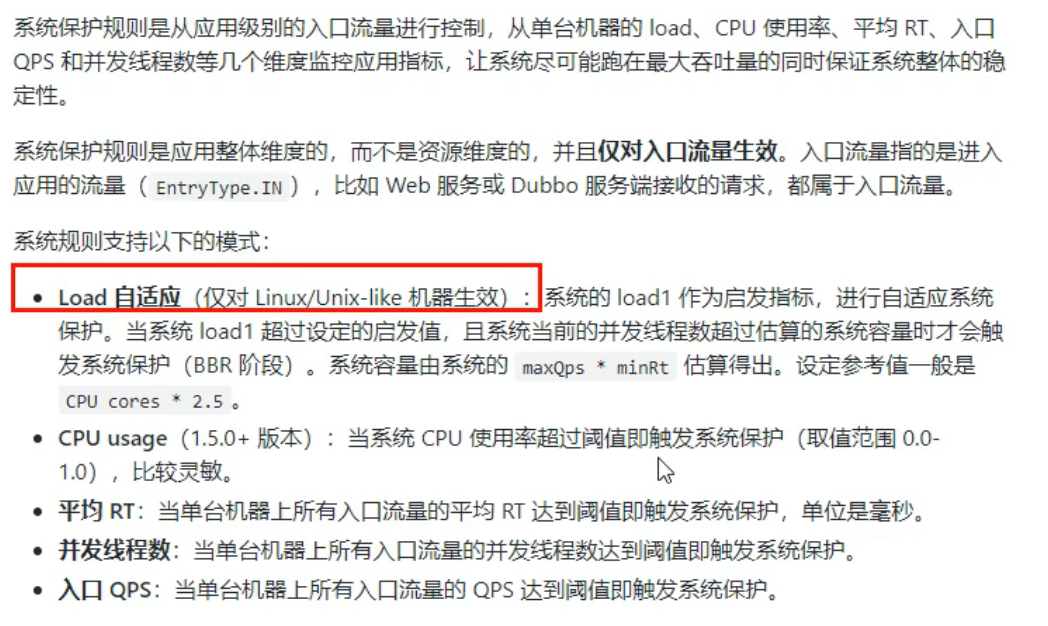 系统保护规则是从应用级别的入口流量进行控制，从单台机器的 load、CPU 使用率、平均 RT、入口
QPS 和并发线程数等几个维度监控应用指标，让系统尽可能跑在最大吞吐量的同时保证系统整体的稳
定性。
系统保护规则是应用整体维度的，而不是资源维度的，并且仅对入口流量生效。入口流量指的是进入
应用的流量（EntryType.IN），比如 Web 服务或 Dubbo 服务端接收的请求，都属于入口流量。
系统规则支持以下的模式：
• Load 自适应（仅对 Linux/Unix-like 机器生效）：系统的 load1 作为启发指标，进行自适应系统
保护。当系统 load1 超过设定的启发值，且系统当前的并发线程数超过估算的系统容量时才会触
发系统保护（BBR 阶段）。系统容量由系统的 maxQps * minRt 估算得出。设定参考值一般是
CPU cores * 2.5。
• CPU usage（1.5.0+ 版本）：当系统 CPU 使用率超过阈值即触发系统保护（取值范围 0.0-
1.0），比较灵敏。
• 平均 RT：当单台机器上所有入口流量的平均 RT 达到阈值即触发系统保护，单位是毫秒。
• 并发线程数：当单台机器上所有入口流量的并发线程数达到阈值即触发系统保护。
• 入口 QPS：当单台机器上所有入口流量的 QPS 达到阈值即触发系统保护。